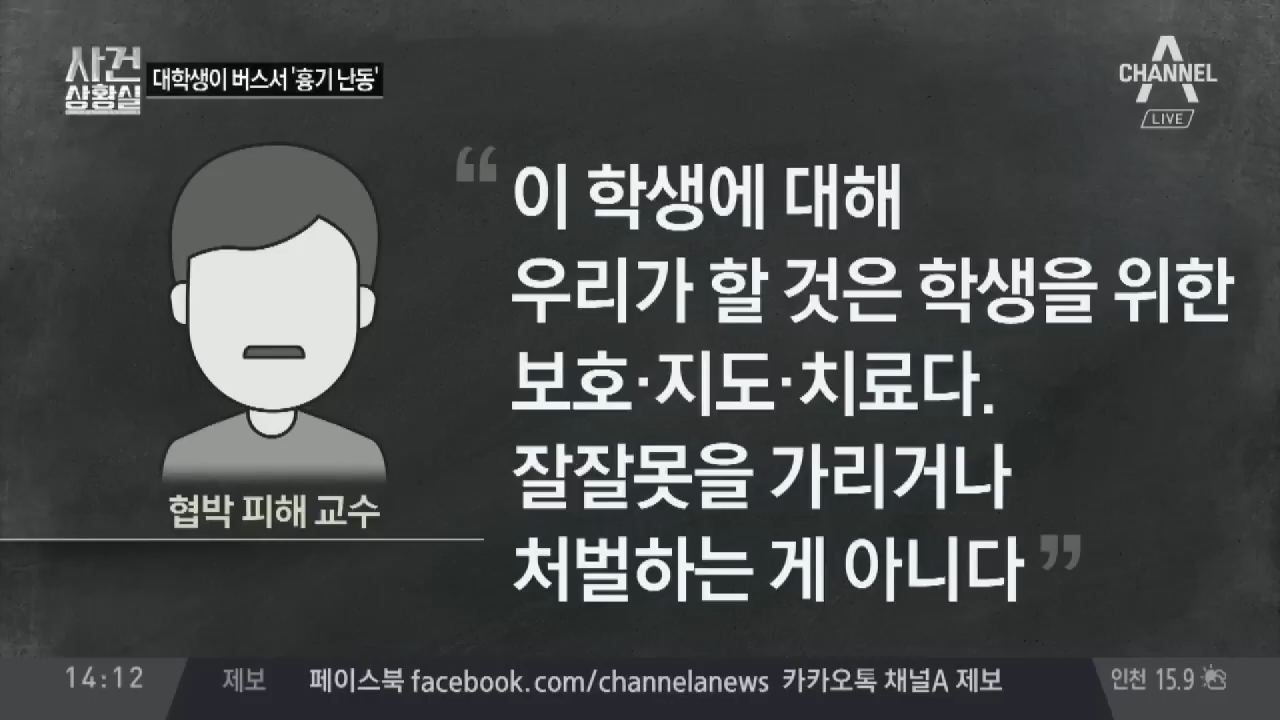 사건
상황실
대학생이 버스서 '흉기 난동'
CHANNEL A
LIVE
“이 학생에 대해
우리가 할 것은 학생을 위한
보호·지도·치료다.
잘잘못을 가리거나
처벌하는 게 아니다”
협박 피해 교수
14:12
제보
페이스북 facebook.com/channelanews 카카오톡 채널A 제보
인천 15.9